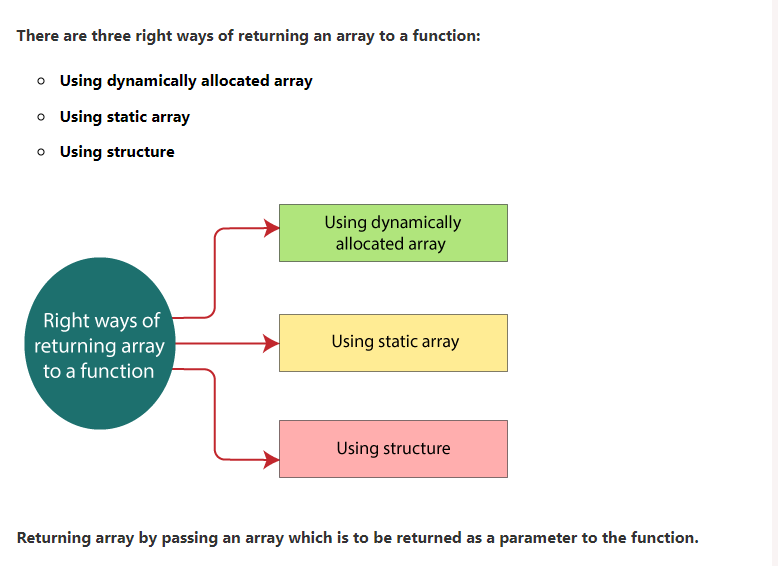 There are three right ways of returning an array to a function:
Using dynamically allocated array
Using static array
Using structure
Right ways of
returning array
to a function
Using dynamically
allocated array
Using static array
Using structure
Returning array by passing an array which is to be returned as a parameter to the function.